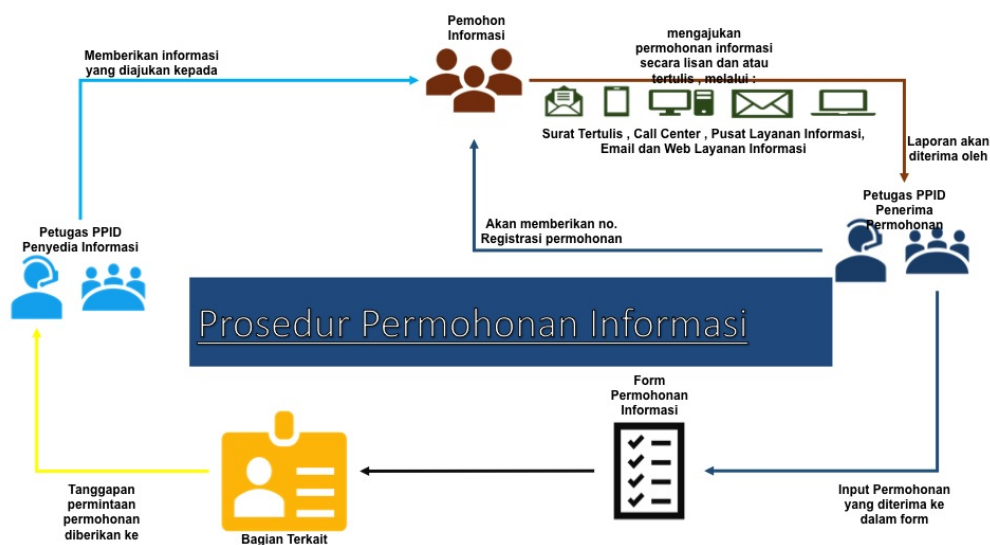 Pemohon
Informasi
mengajukan
permohonan informasi
secara lisan dan atau
tertulis , melalui :
Surat Tertulis , Call Center , Pusat Layanan Informasi,
Email dan Web Layanan Informasi
Memberikan informasi
yang diajukan kepada
Laporan akan
diterima oleh
Petugas PPID
Penerima
Permohonan
Akan memberikan no.
Registrasi permohonan
Petugas PPID
Penyedia Informasi
Prosedur Permohonan Informasi
Form
Permohonan
Informasi
Input Permohonan
yang diterima ke
dalam form
Bagian Terkait
Tanggapan
permintaan
permohonan
diberikan ke